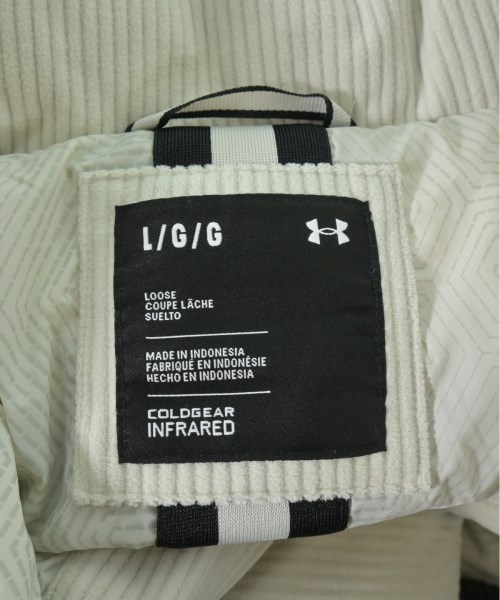 L/G/G
LOOSE
COUPE LÂCHE
SUELTO
MADE IN INDONESIA
FABRIQUÉ EN INDONÉSIE
HECHO EN INDONESIA
COLDGEAR
INFRARED